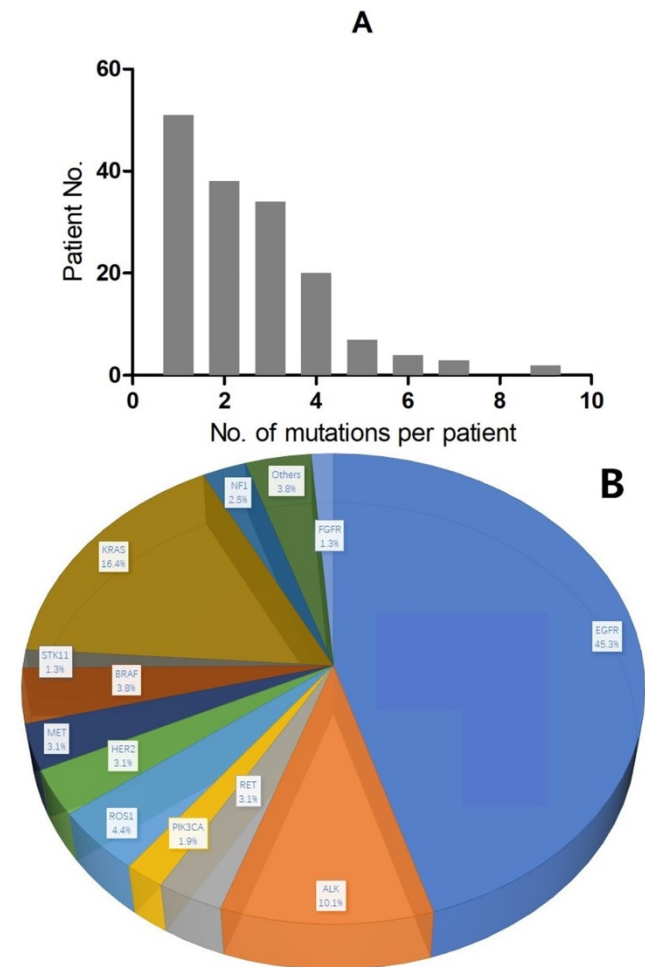 A
60
40
20
0
Patient No.
0 2 4 6 8 10
No. of mutations per patient
B
NF1
2.5%
Others
3.8%
FGFR
1.3%
KRAS
16.4%
EGFR
45.3%
STK11
1.3%
BRAF
3.8%
MET
3.1%
HER2
3.1%
RET
3.1%
ROS1
4.4%
PIK3CA
1.9%
ALK
10.1%